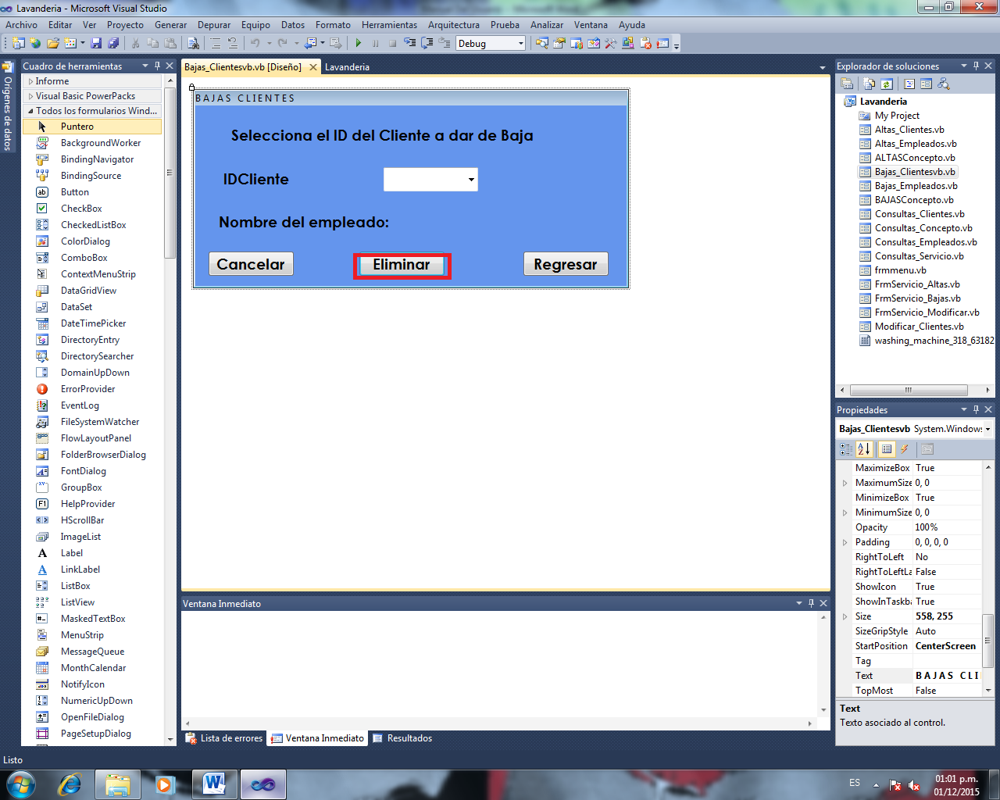 Lavanderia - Microsoft Visual Studio
Archivo Editar Ver Proyecto Generar Depurar Equipo Datos Formato Herramientas Arquitectura Prueba Analizar Ventana Ayuda
Debug
Orígenes de datos
Cuadro de herramientas
Informe
Visual Basic PowerPacks
Todos los formularios Wind...
Puntero
BackgroundWorker
BindingNavigator
BindingSource
Button
CheckBox
CheckedListBox
ColorDialog
ComboBox
ContextMenuStrip
DataGridView
DataSet
DateTimePicker
DirectoryEntry
DirectorySearcher
DomainUpDown
ErrorProvider
EventLog
FileSystemWatcher
FlowLayoutPanel
FolderBrowserDialog
FontDialog
GroupBox
HelpProvider
HScrollBar
ImageList
Label
LinkLabel
ListBox
ListView
MaskedTextBox
MenuStrip
MessageQueue
MonthCalendar
NotifyIcon
NumericUpDown
OpenFileDialog
PageSetupDialog
Bajas_Clientesvb.vb [Diseño] Lavanderia
BAJAS CLIENTES
Selecciona el ID del Cliente a dar de Baja
IDCliente
Nombre del empleado:
Cancelar Eliminar Regresar
Ventana Inmediato
Lista de errores Ventana Inmediato Resultados
Explorador de soluciones
Lavanderia
My Project
Altas_Clientes.vb
Altas_Empleados.vb
ALTASConcepto.vb
Bajas_Clientesvb.vb
Bajas_Empleados.vb
BAJASConcepto.vb
Consultas_Clientes.vb
Consultas_Concepto.vb
Consultas_Empleados.vb
Consultas_Servicio.vb
frmmenu.vb
FrmServicio_Altas.vb
FrmServicio_Bajas.vb
FrmServicio_Modificar.vb
Modificar_Clientes.vb
washing_machine_318_63182
Propiedades
Bajas_Clientesvb System.Windows
MaximizeBox True
MaximumSize 0, 0
MinimizeBox True
MinimumSize 0, 0
Opacity 100%
Padding 0, 0, 0, 0
RightToLeft No
RightToLeftLa False
ShowIcon True
ShowInTaskba True
Size 558, 255
SizeGripStyle Auto
StartPosition CenterScreen
Tag
Text B A J A S C L I
TopMost False
Text
Texto asociado al control.
Listo
ES
01:01 p.m.
01/12/2015